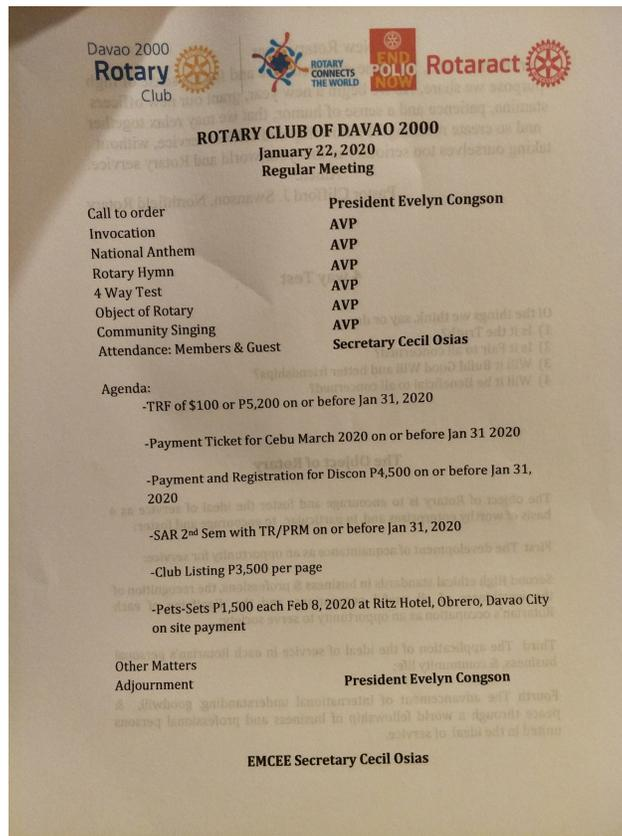 Davao 2000
Rotary
Club
ROTARY
CONNECTS
THE WORLD
END
POLIO
NOW
Rotaract
ROTARY CLUB OF DAVAO 2000
January 22, 2020
Regular Meeting
Call to order President Evelyn Congson
Invocation AVP
National Anthem AVP
Rotary Hymn AVP
4 Way Test AVP
Object of Rotary AVP
Community Singing AVP
Attendance: Members & Guest Secretary Cecil Osias
Agenda:
-TRF of $100 or P5,200 on or before Jan 31, 2020
-Payment Ticket for Cebu March 2020 on or before Jan 31 2020
-Payment and Registration for Discon P4,500 on or before Jan 31,
2020
-SAR 2nd Sem with TR/PRM on or before Jan 31, 2020
-Club Listing P3,500 per page
-Pets-Sets P1,500 each Feb 8, 2020 at Ritz Hotel, Obrero, Davao City
on site payment
Other Matters
Adjournment President Evelyn Congson
EMCEE Secretary Cecil Osias